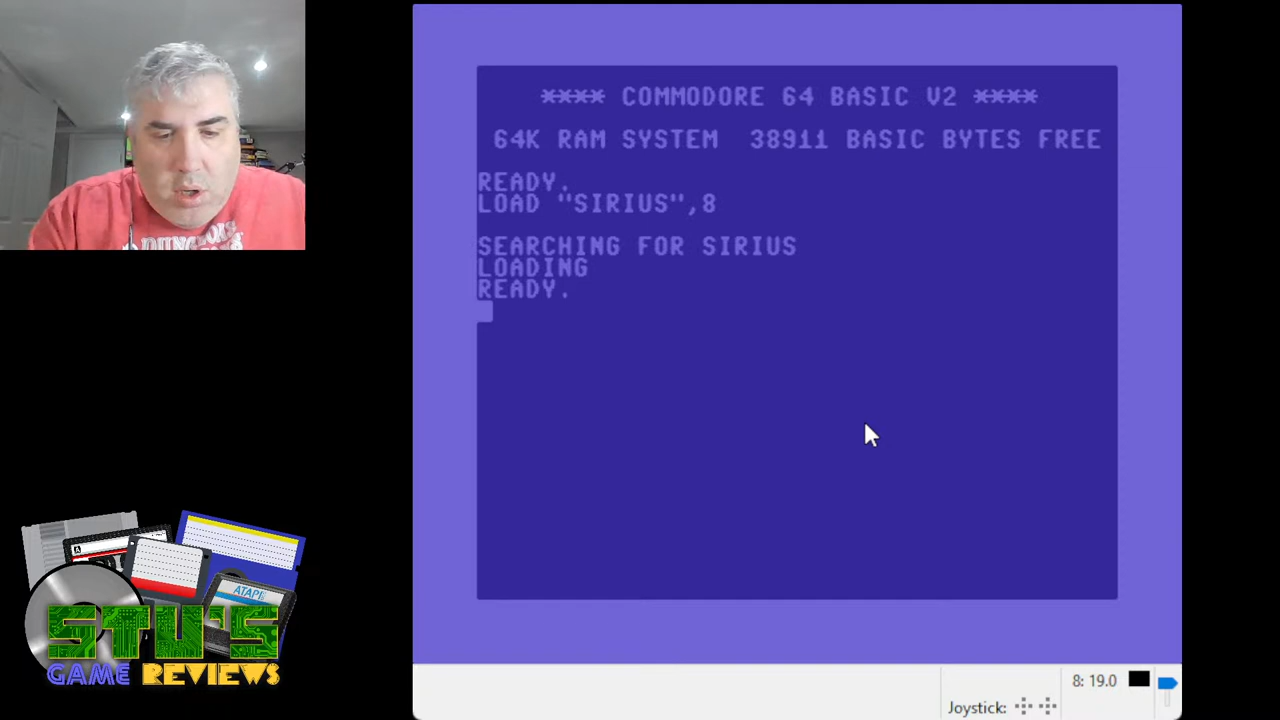 **** COMMODORE 64 BASIC V2 ****
64K RAM SYSTEM  38911 BASIC BYTES FREE
READY.
LOAD "SIRIUS",8
SEARCHING FOR SIRIUS
LOADING
READY.
8: 19.0
Joystick:
A
ATARI
STU'S
GAME REVIEWS